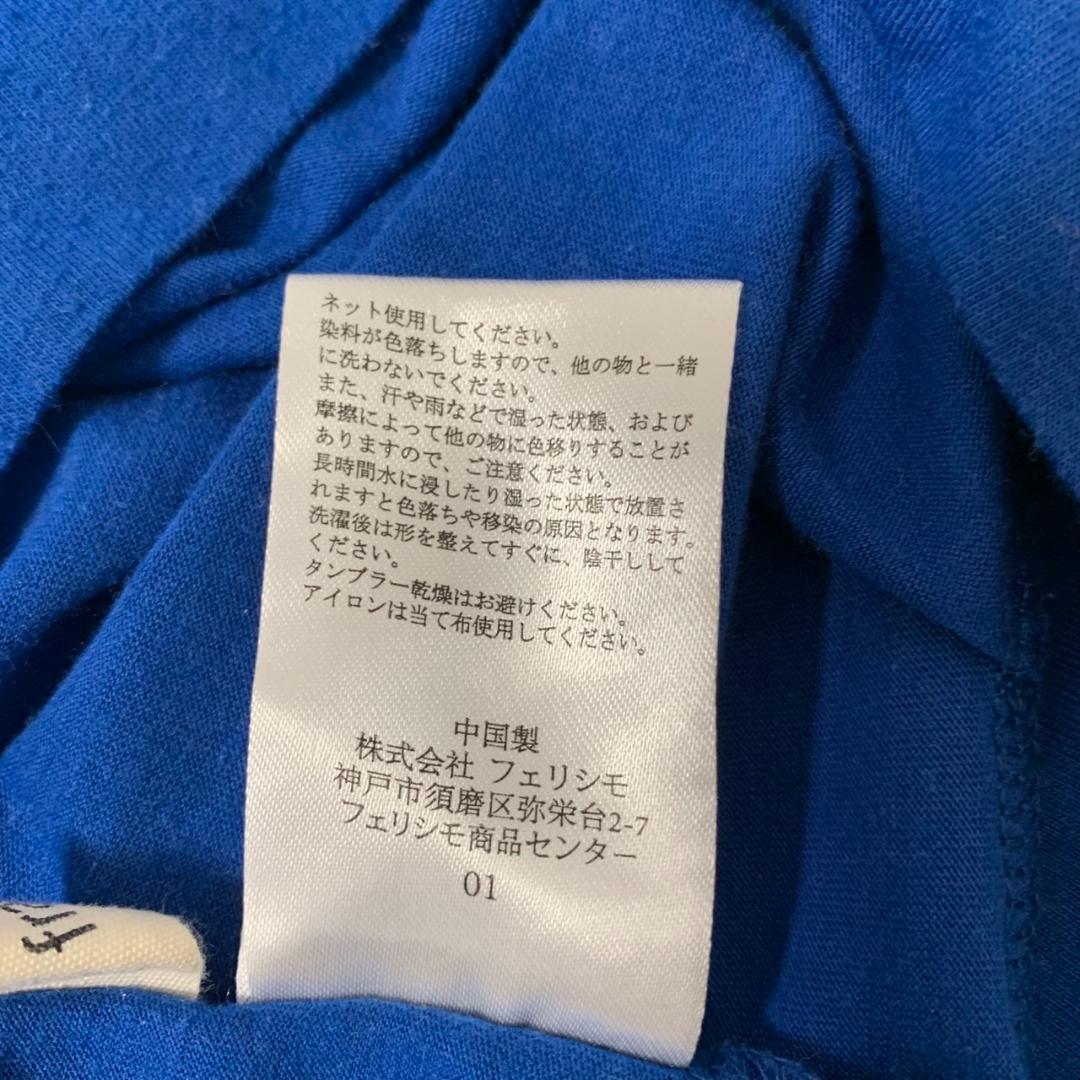 ネット使用してください。
染料が色落ちしますので、他の物と一緒
に洗わないでください。
また、汗や雨などで湿った状態、および
摩擦によって他の物に色移りすることが
ありますので、ご注意ください。
長時間水に浸したり湿った状態で放置さ
れますと色落ちや移染の原因となります。
洗濯後は形を整えてすぐに、陰干しして
ください。
タンブラー乾燥はお避けください。
アイロンは当て布使用してください。
中国製
株式会社 フェリシモ
神戸市須磨区弥栄台2-7
フェリシモ商品センター
01